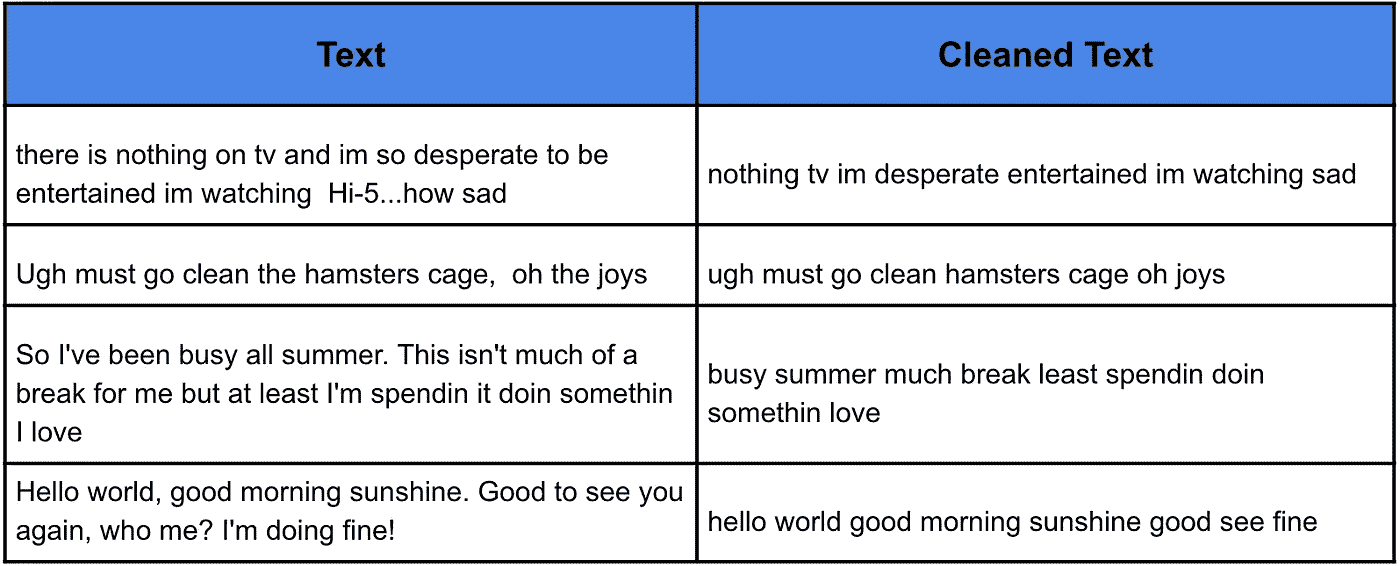 Text
Cleaned Text
there is nothing on tv and im so desperate to be
entertained im watching  Hi-5...how sad
nothing tv im desperate entertained im watching sad
Ugh must go clean the hamsters cage,  oh the joys
ugh must go clean hamsters cage oh joys
So I've been busy all summer. This isn't much of a
break for me but at least I'm spendin it doin somethin
I love
busy summer much break least spendin doin
somethin love
Hello world, good morning sunshine. Good to see you
again, who me? I'm doing fine!
hello world good morning sunshine good see fine